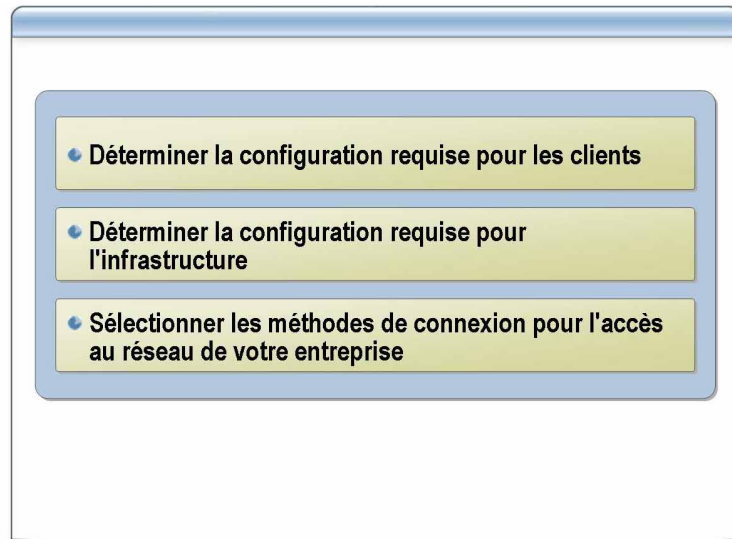 Déterminer la configuration requise pour les clients
Déterminer la configuration requise pour
l'infrastructure
Sélectionner les méthodes de connexion pour l'accès
au réseau de votre entreprise